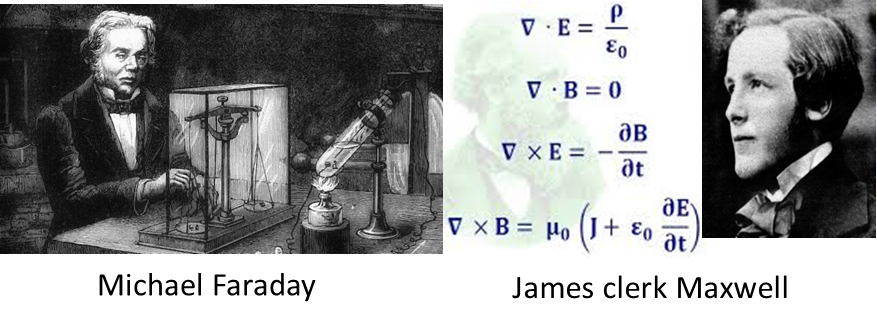 ∇ · E = ρ/ε₀
∇ · B = 0
∇ × E = − ∂B/∂t
∇ × B = μ₀ (J + ε₀ ∂E/∂t)
Michael Faraday
James clerk Maxwell